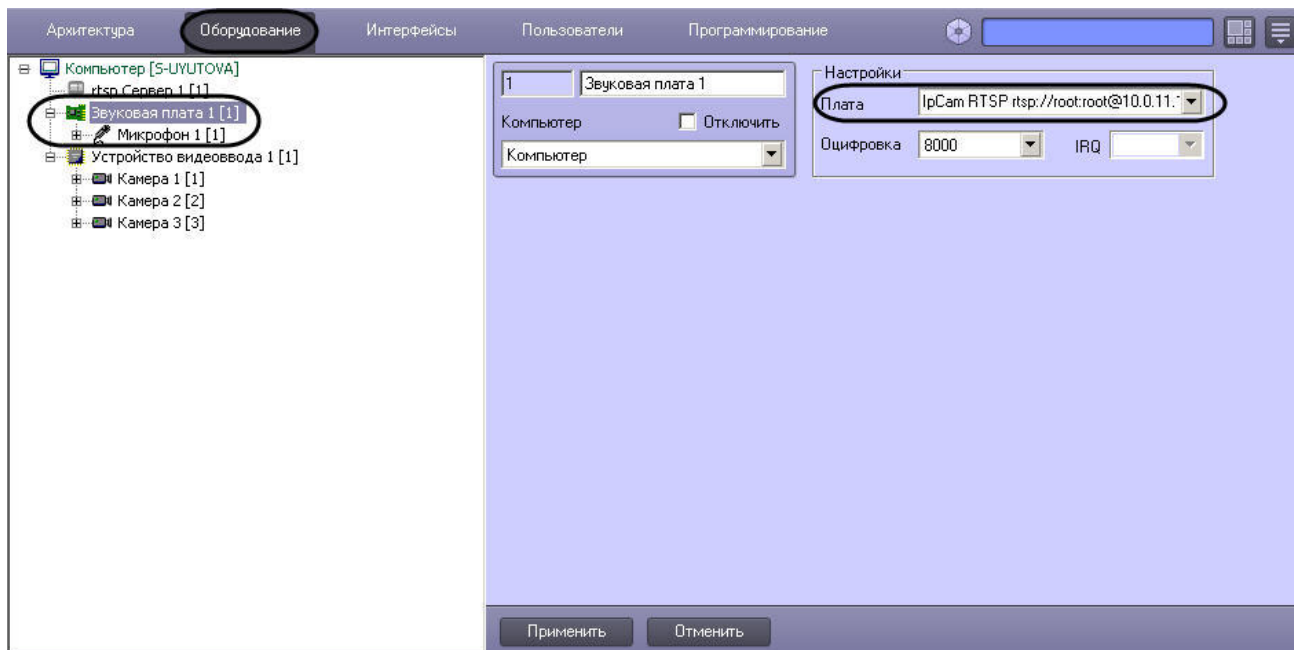 Архитектура Оборудование Интерфейсы Пользователи Программирование
Компьютер [S-UYUTOVA]
rtsp Сервер 1 [1]
Звуковая плата 1 [1]
Микрофон 1 [1]
Устройство видеоввода 1 [1]
Камера 1 [1]
Камера 2 [2]
Камера 3 [3]
1 Звуковая плата 1
Компьютер Отключить
Компьютер
Настройки
Плата IpCam RTSP rtsp://root:root@10.0.11.
Оцифровка 8000 IRQ
Применить Отменить